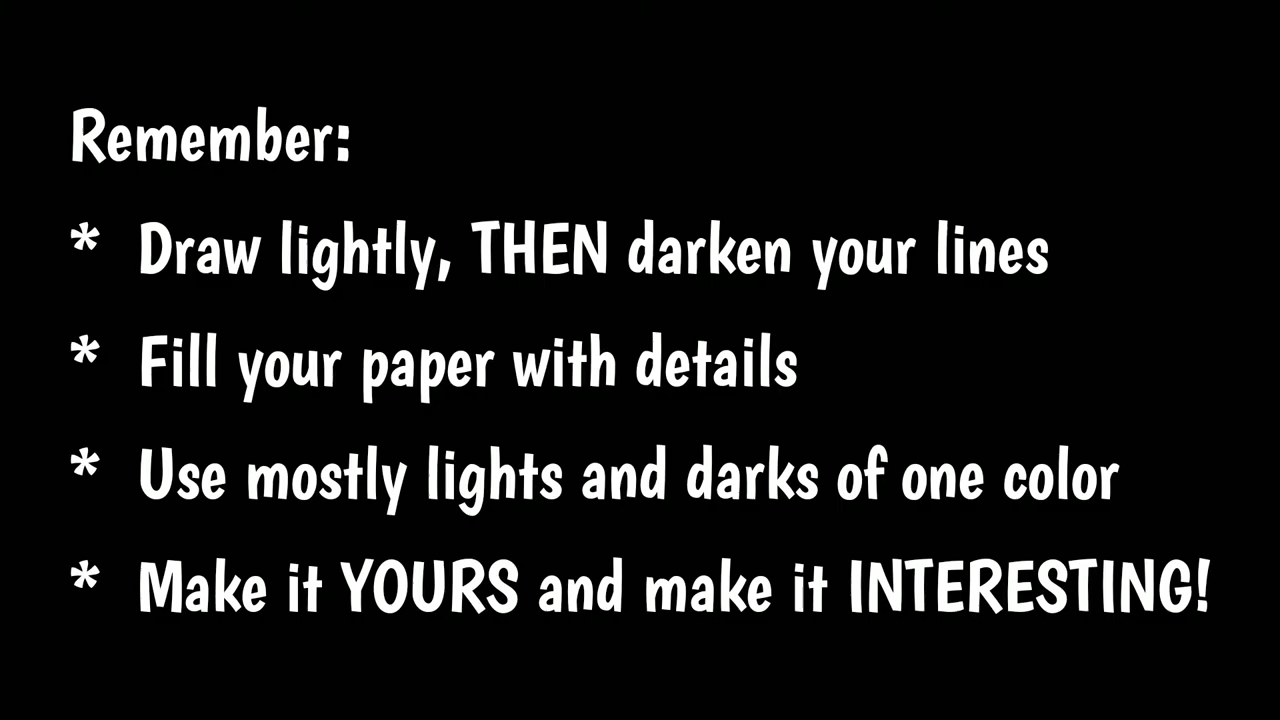 Remember:
* Draw lightly, THEN darken your lines
* Fill your paper with details
* Use mostly lights and darks of one color
* Make it YOURS and make it INTERESTING!